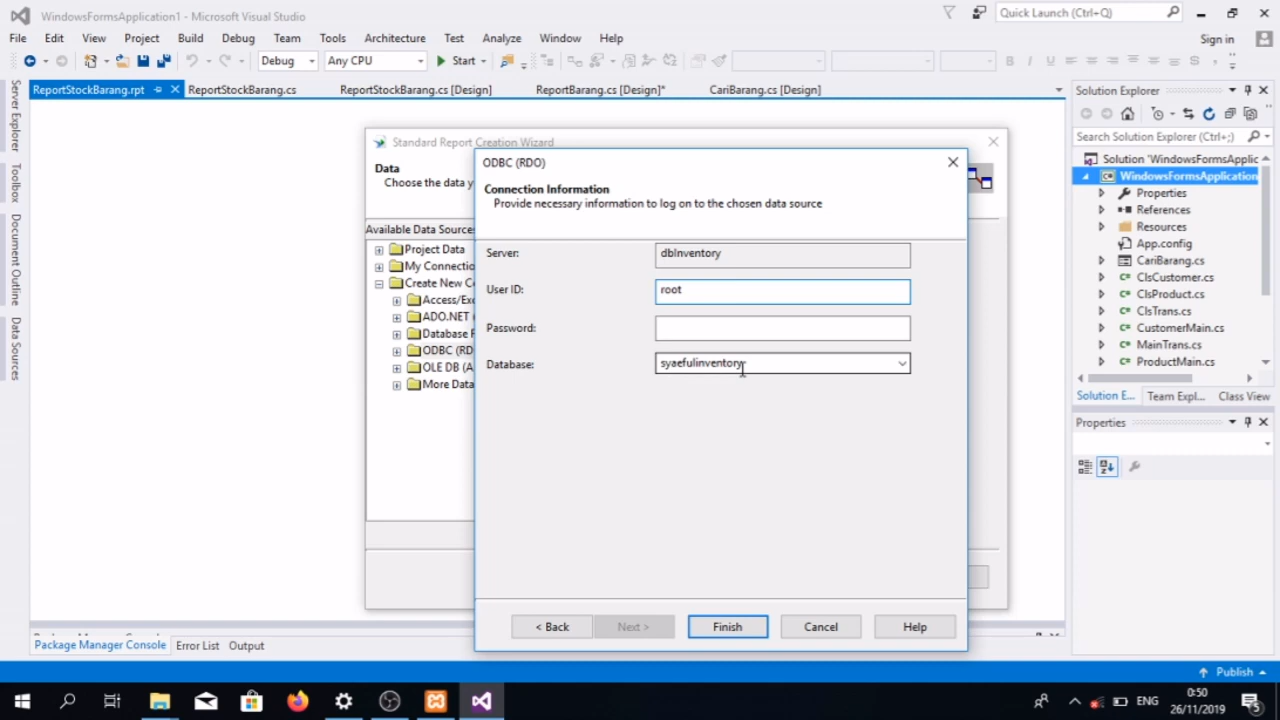 WindowsFormsApplication1 - Microsoft Visual Studio
Quick Launch (Ctrl+Q)
File Edit View Project Build Debug Team Tools Architecture Test Analyze Window Help
Sign in
Debug Any CPU Start
ReportStockBarang.rpt ReportStockBarang.cs ReportStockBarang.cs [Design] ReportBarang.cs [Design]* CariBarang.cs [Design]
Server Explorer
Toolbox
Document Outline
Data Sources
Standard Report Creation Wizard
Data
Choose the data y
Available Data Sources
Project Data
My Connectio
Create New C
Access/Exc
ADO.NET
Database F
ODBC (RD
OLE DB (A
More Data
ODBC (RDO)
Connection Information
Provide necessary information to log on to the chosen data source
Server: dbInventory
User ID: root
Password:
Database: syaefulinventory
< Back Next > Finish Cancel Help
Solution Explorer
Search Solution Explorer (Ctrl+;)
Solution 'WindowsFormsApplic
WindowsFormsApplication
Properties
References
Resources
App.config
CariBarang.cs
ClsCustomer.cs
ClsProduct.cs
ClsTrans.cs
CustomerMain.cs
MainTrans.cs
ProductMain.cs
Solution E... Team Expl... Class View
Properties
Package Manager Console Error List Output
Publish
ENG
0:50
26/11/2019
5